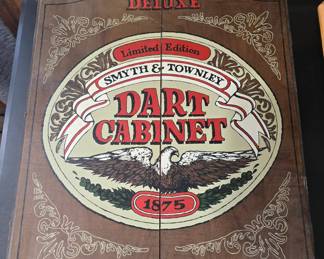 DELUXE
Limited Edition
SMYTH & TOWNLEY
DART
CABINET
1875